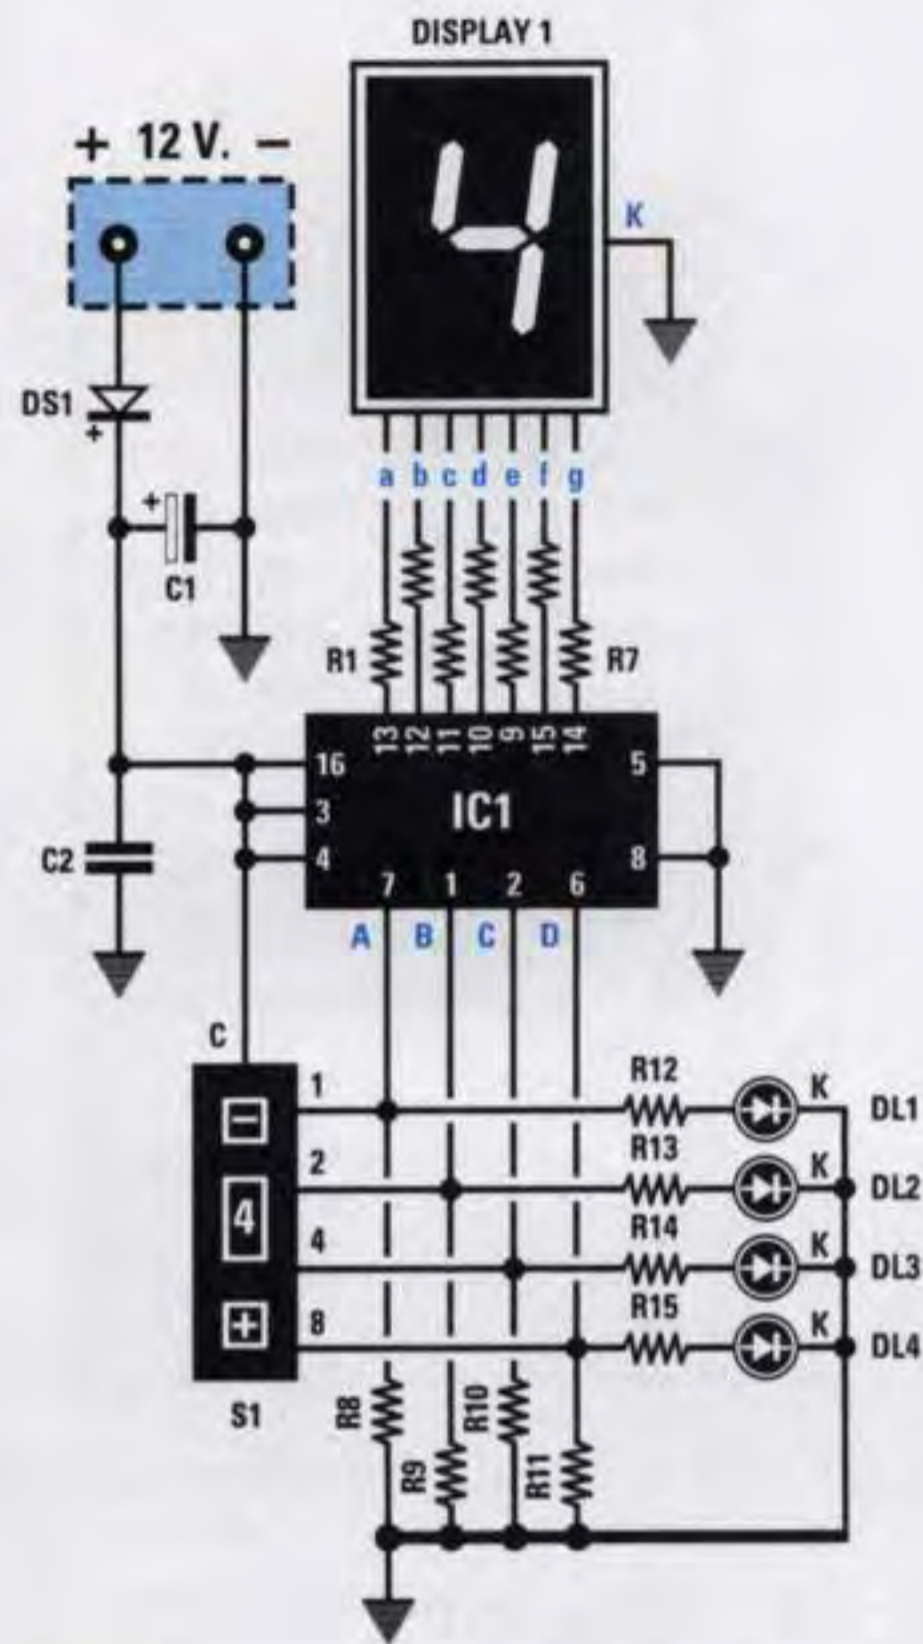 DISPLAY 1
+ 12 V. −
K
DS1
+
a b c d e f g
+
C1
R1
R7
13 12 11 10 9 15 14
16
5
3
IC1
C2
4
8
7 1 2 6
A B C D
C
1
R12
K
DL1
−
2
R13
K
DL2
4
4
R14
K
DL3
+
8
R15
K
DL4
S1
R8
R9
R10
R11